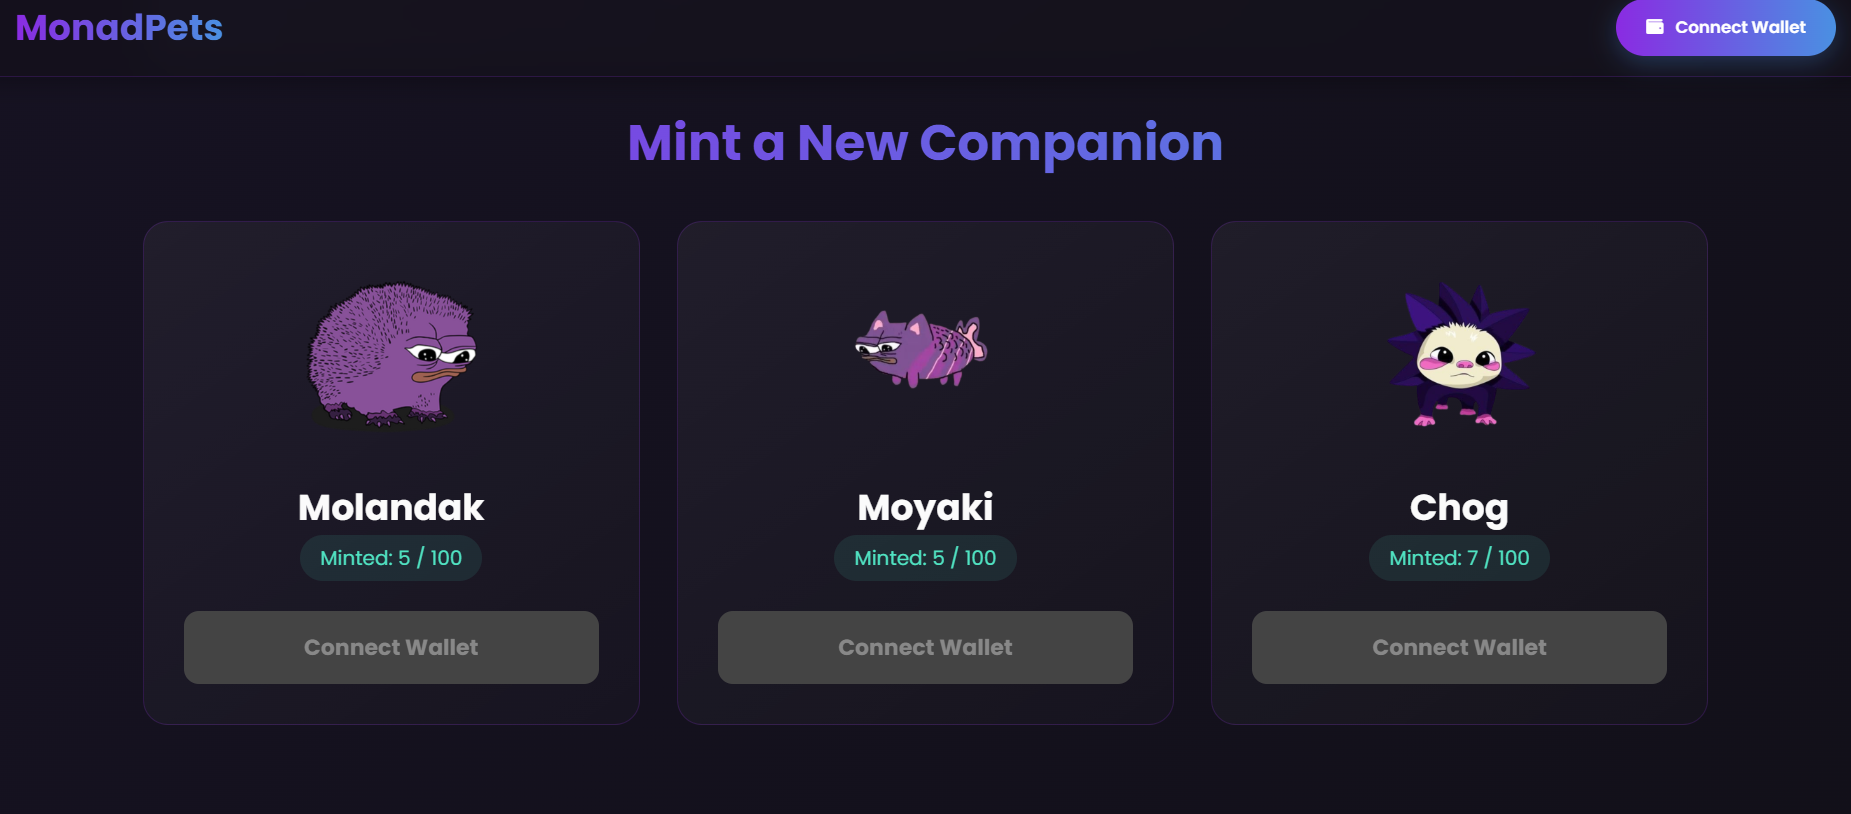 MonadPets
Connect Wallet
Mint a New Companion
Molandak
Minted: 5 / 100
Connect Wallet
Moyaki
Minted: 5 / 100
Connect Wallet
Chog
Minted: 7 / 100
Connect Wallet